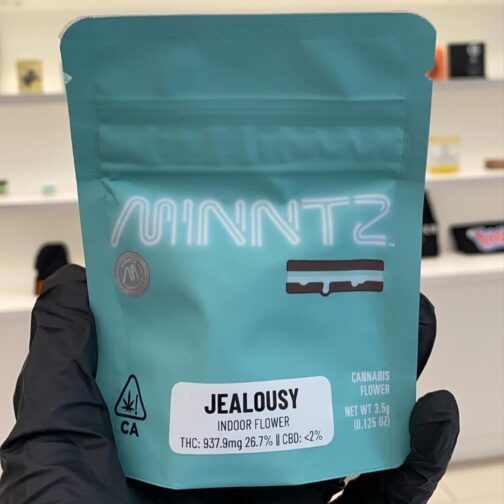 MINNTZ
CANNABIS
FLOWER
NET WT 3.5g
(0.125 OZ)
JEALOUSY
INDOOR FLOWER
THC: 937.9mg 26.7% || CBD: <2%
CA